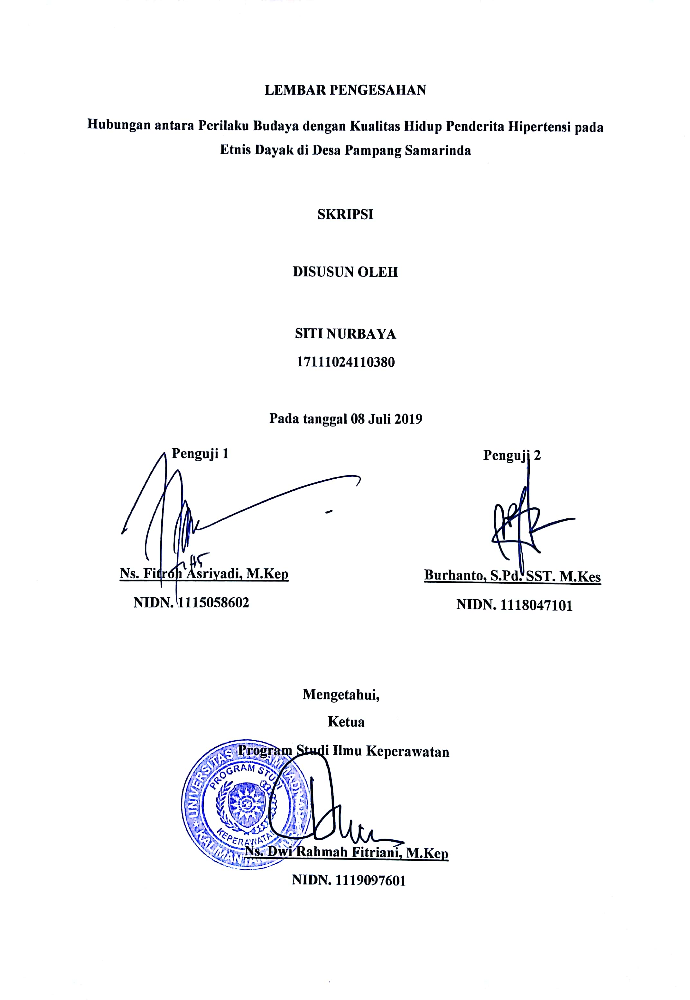 LEMBAR PENGESAHAN
Hubungan antara Perilaku Budaya dengan Kualitas Hidup Penderita Hipertensi pada
Etnis Dayak di Desa Pampang Samarinda
SKRIPSI
DISUSUN OLEH
SITI NURBAYA
17111024110380
Pada tanggal 08 Juli 2019
Penguji 1
Penguji 2
Ns. Fitroh Asriyadi, M.Kep
Burhanto, S.Pd. SST. M.Kes
NIDN. 1115058602
NIDN. 1118047101
Mengetahui,
Ketua
Program Studi Ilmu Keperawatan
UNIVERSITAS
PROGRAM STUDI
KEPERAWATAN
Ns. Dwi Rahmah Fitriani, M.Kep
NIDN. 1119097601